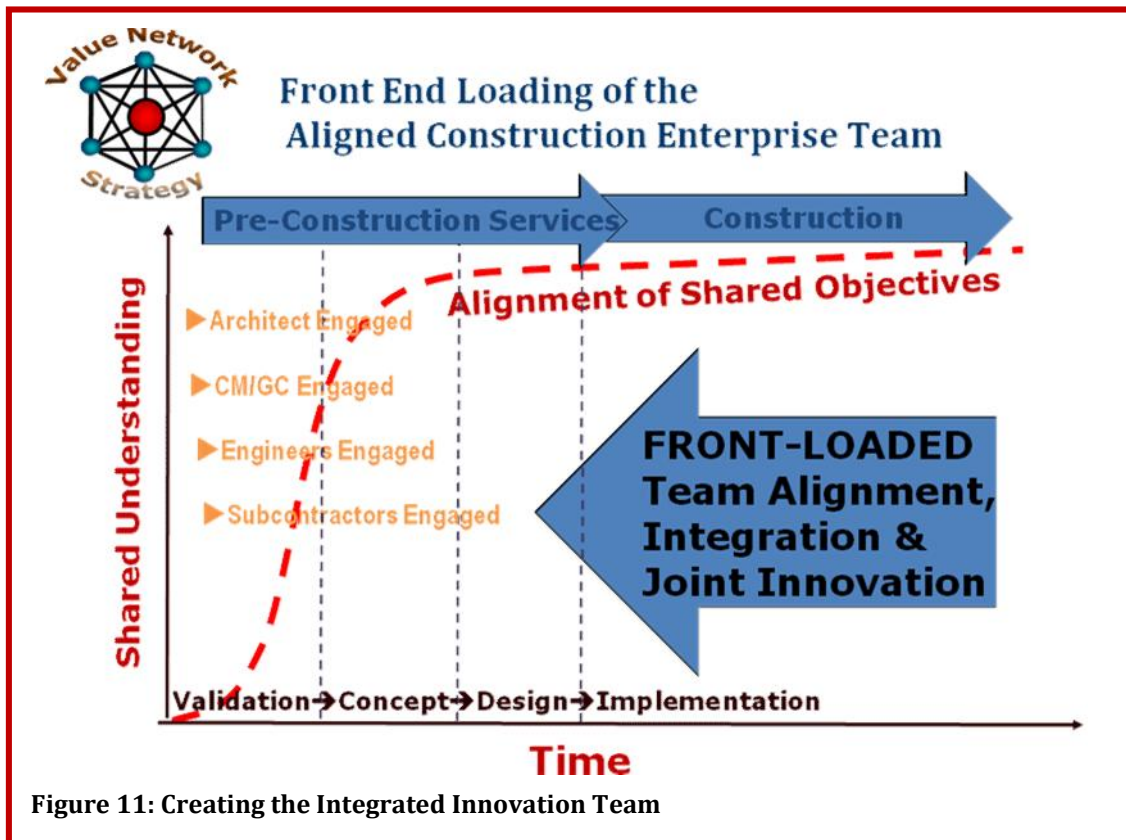 Value Network
Strategy
Front End Loading of the
Aligned Construction Enterprise Team
Pre-Construction Services
Construction
Alignment of Shared Objectives
Shared Understanding
►Architect Engaged
►CM/GC Engaged
►Engineers Engaged
►Subcontractors Engaged
FRONT-LOADED
Team Alignment,
Integration &
Joint Innovation
Validation→Concept→Design→Implementation
Time
Figure 11: Creating the Integrated Innovation Team